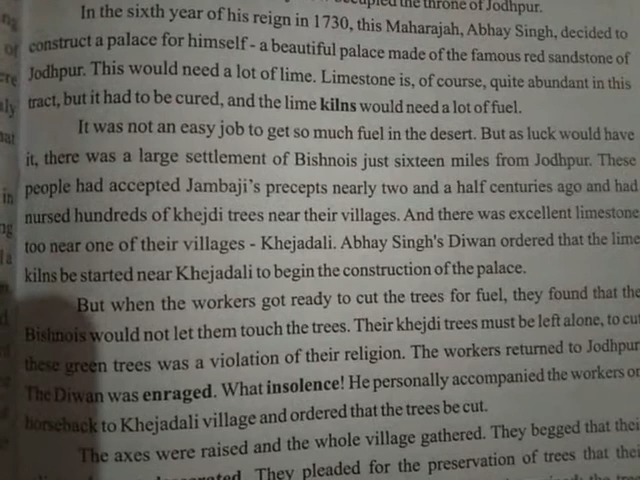 occupied the throne of Jodhpur.
In the sixth year of his reign in 1730, this Maharajah, Abhay Singh, decided to
construct a palace for himself - a beautiful palace made of the famous red sandstone of
Jodhpur. This would need a lot of lime. Limestone is, of course, quite abundant in this
tract, but it had to be cured, and the lime kilns would need a lot of fuel.
It was not an easy job to get so much fuel in the desert. But as luck would have
it, there was a large settlement of Bishnois just sixteen miles from Jodhpur. These
people had accepted Jambaji's precepts nearly two and a half centuries ago and had
nursed hundreds of khejdi trees near their villages. And there was excellent limestone
too near one of their villages - Khejadali. Abhay Singh's Diwan ordered that the lime
kilns be started near Khejadali to begin the construction of the palace.
But when the workers got ready to cut the trees for fuel, they found that the
Bishnois would not let them touch the trees. Their khejdi trees must be left alone, to cut
these green trees was a violation of their religion. The workers returned to Jodhpur
The Diwan was enraged. What insolence! He personally accompanied the workers on
horseback to Khejadali village and ordered that the trees be cut.
The axes were raised and the whole village gathered. They begged that thei
They pleaded for the preservation of trees that thei